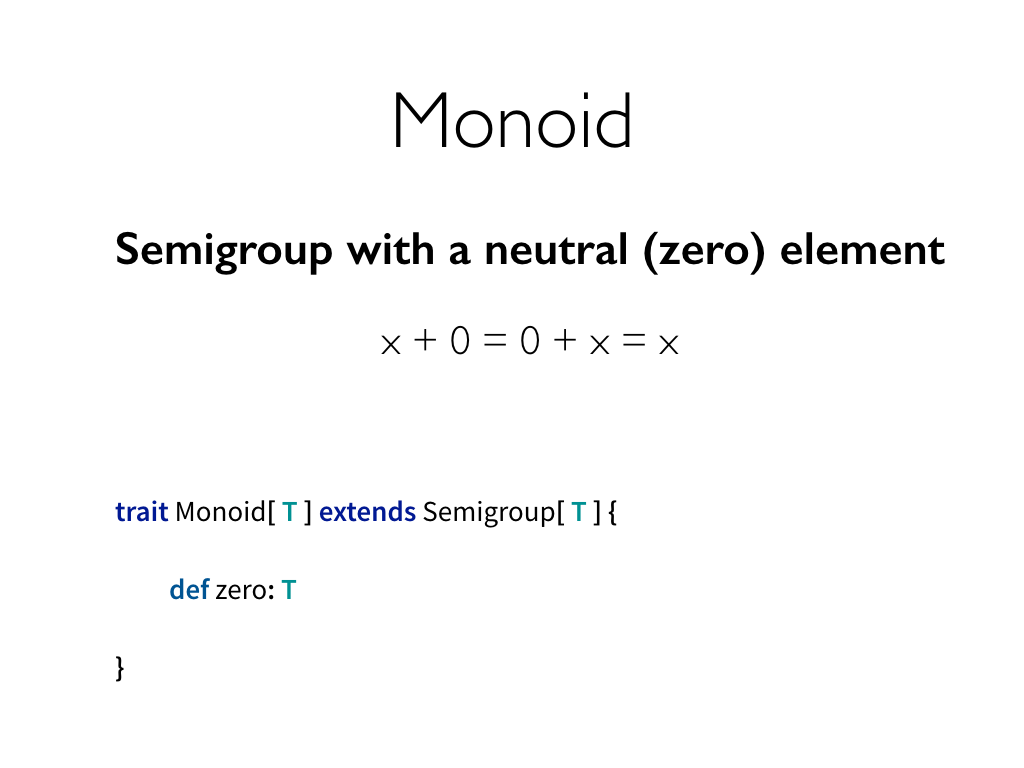 Monoid
Semigroup with a neutral (zero) element
x + 0 = 0 + x = x
trait Monoid[ T ] extends Semigroup[ T ] {
def zero: T
}